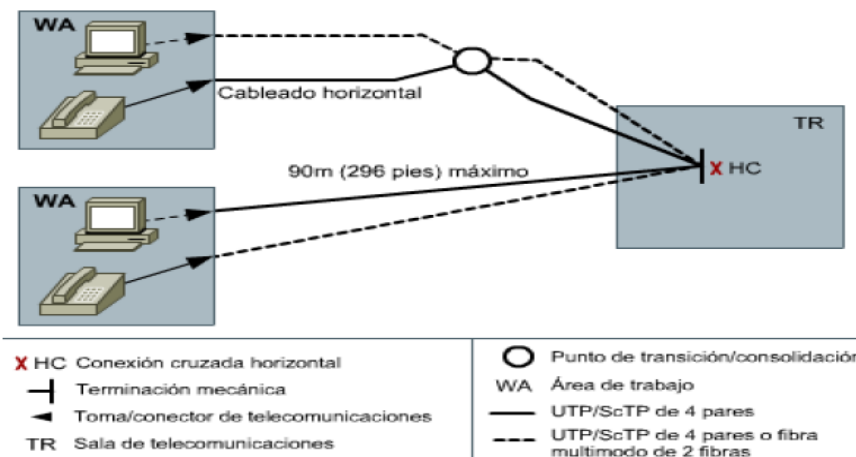 WA
Cableado horizontal
TR
90m (296 pies) máximo
X HC
WA
X HC Conexión cruzada horizontal
Terminación mecánica
Toma/conector de telecomunicaciones
TR Sala de telecomunicaciones
Punto de transición/consolidación
WA Área de trabajo
UTP/ScTP de 4 pares
UTP/ScTP de 4 pares o fibra
multimodo de 2 fibras